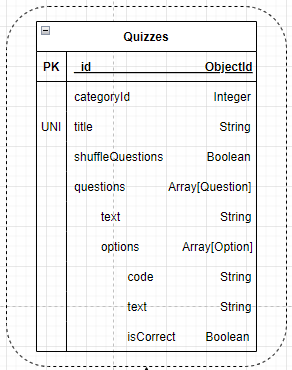 Quizzes
PK _id ObjectId
categoryId Integer
UNI title String
shuffleQuestions Boolean
questions Array[Question]
text String
options Array[Option]
code String
text String
isCorrect Boolean